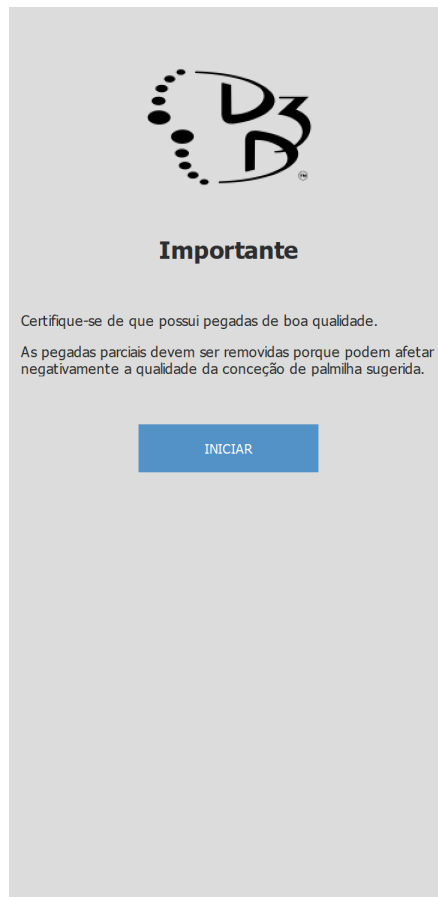 D3D
TM
Importante
Certifique-se de que possui pegadas de boa qualidade.
As pegadas parciais devem ser removidas porque podem afetar
negativamente a qualidade da conceção de palmilha sugerida.
INICIAR